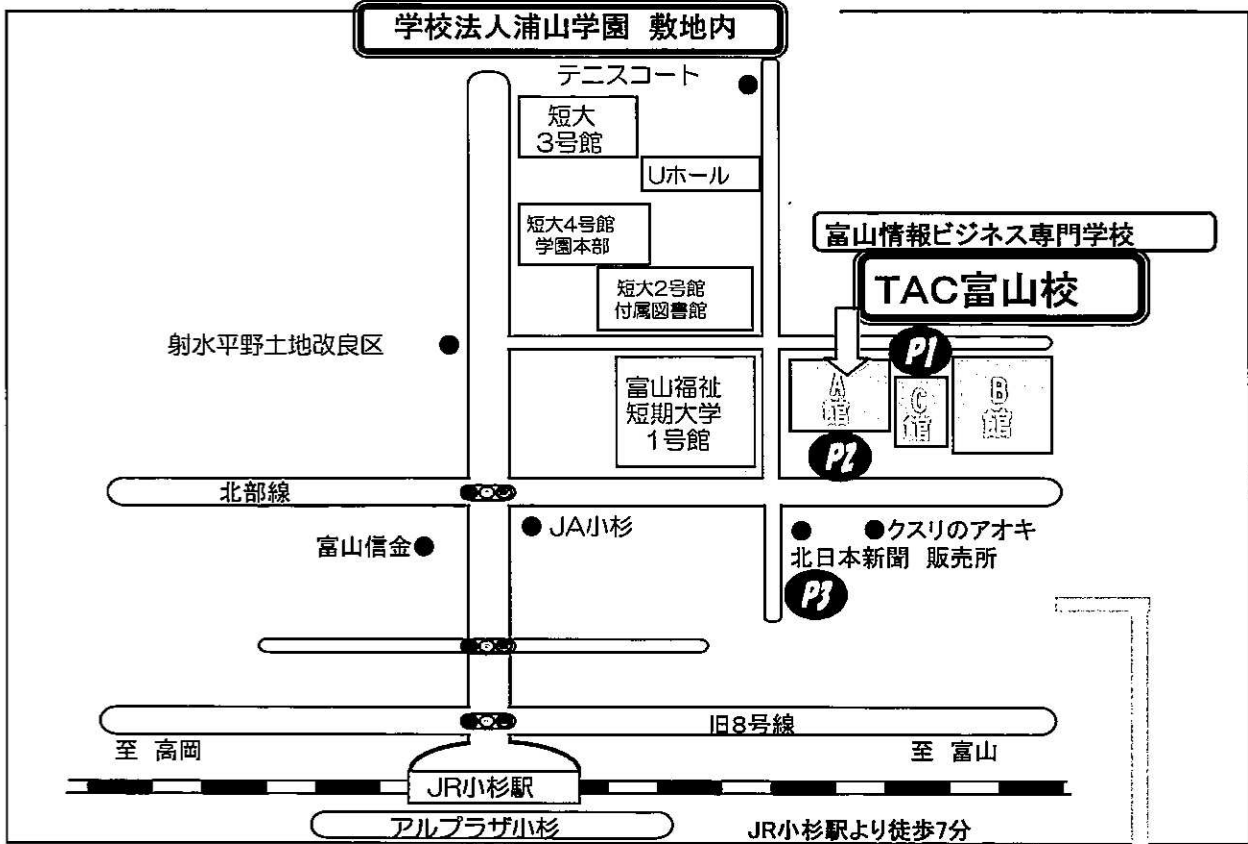 学校法人浦山学園 敷地内
テニスコート
短大
3号館
Uホール
短大4号館
学園本部
富山情報ビジネス専門学校
TAC富山校
短大2号館
付属図書館
射水平野土地改良区
P1
富山福祉
短期大学
1号館
A
館
C
館
B
館
P2
北部線
JA小杉
クスリのアオキ
富山信金
北日本新聞 販売所
P3
旧8号線
至 高岡
至 富山
JR小杉駅
アルプラザ小杉
JR小杉駅より徒歩7分